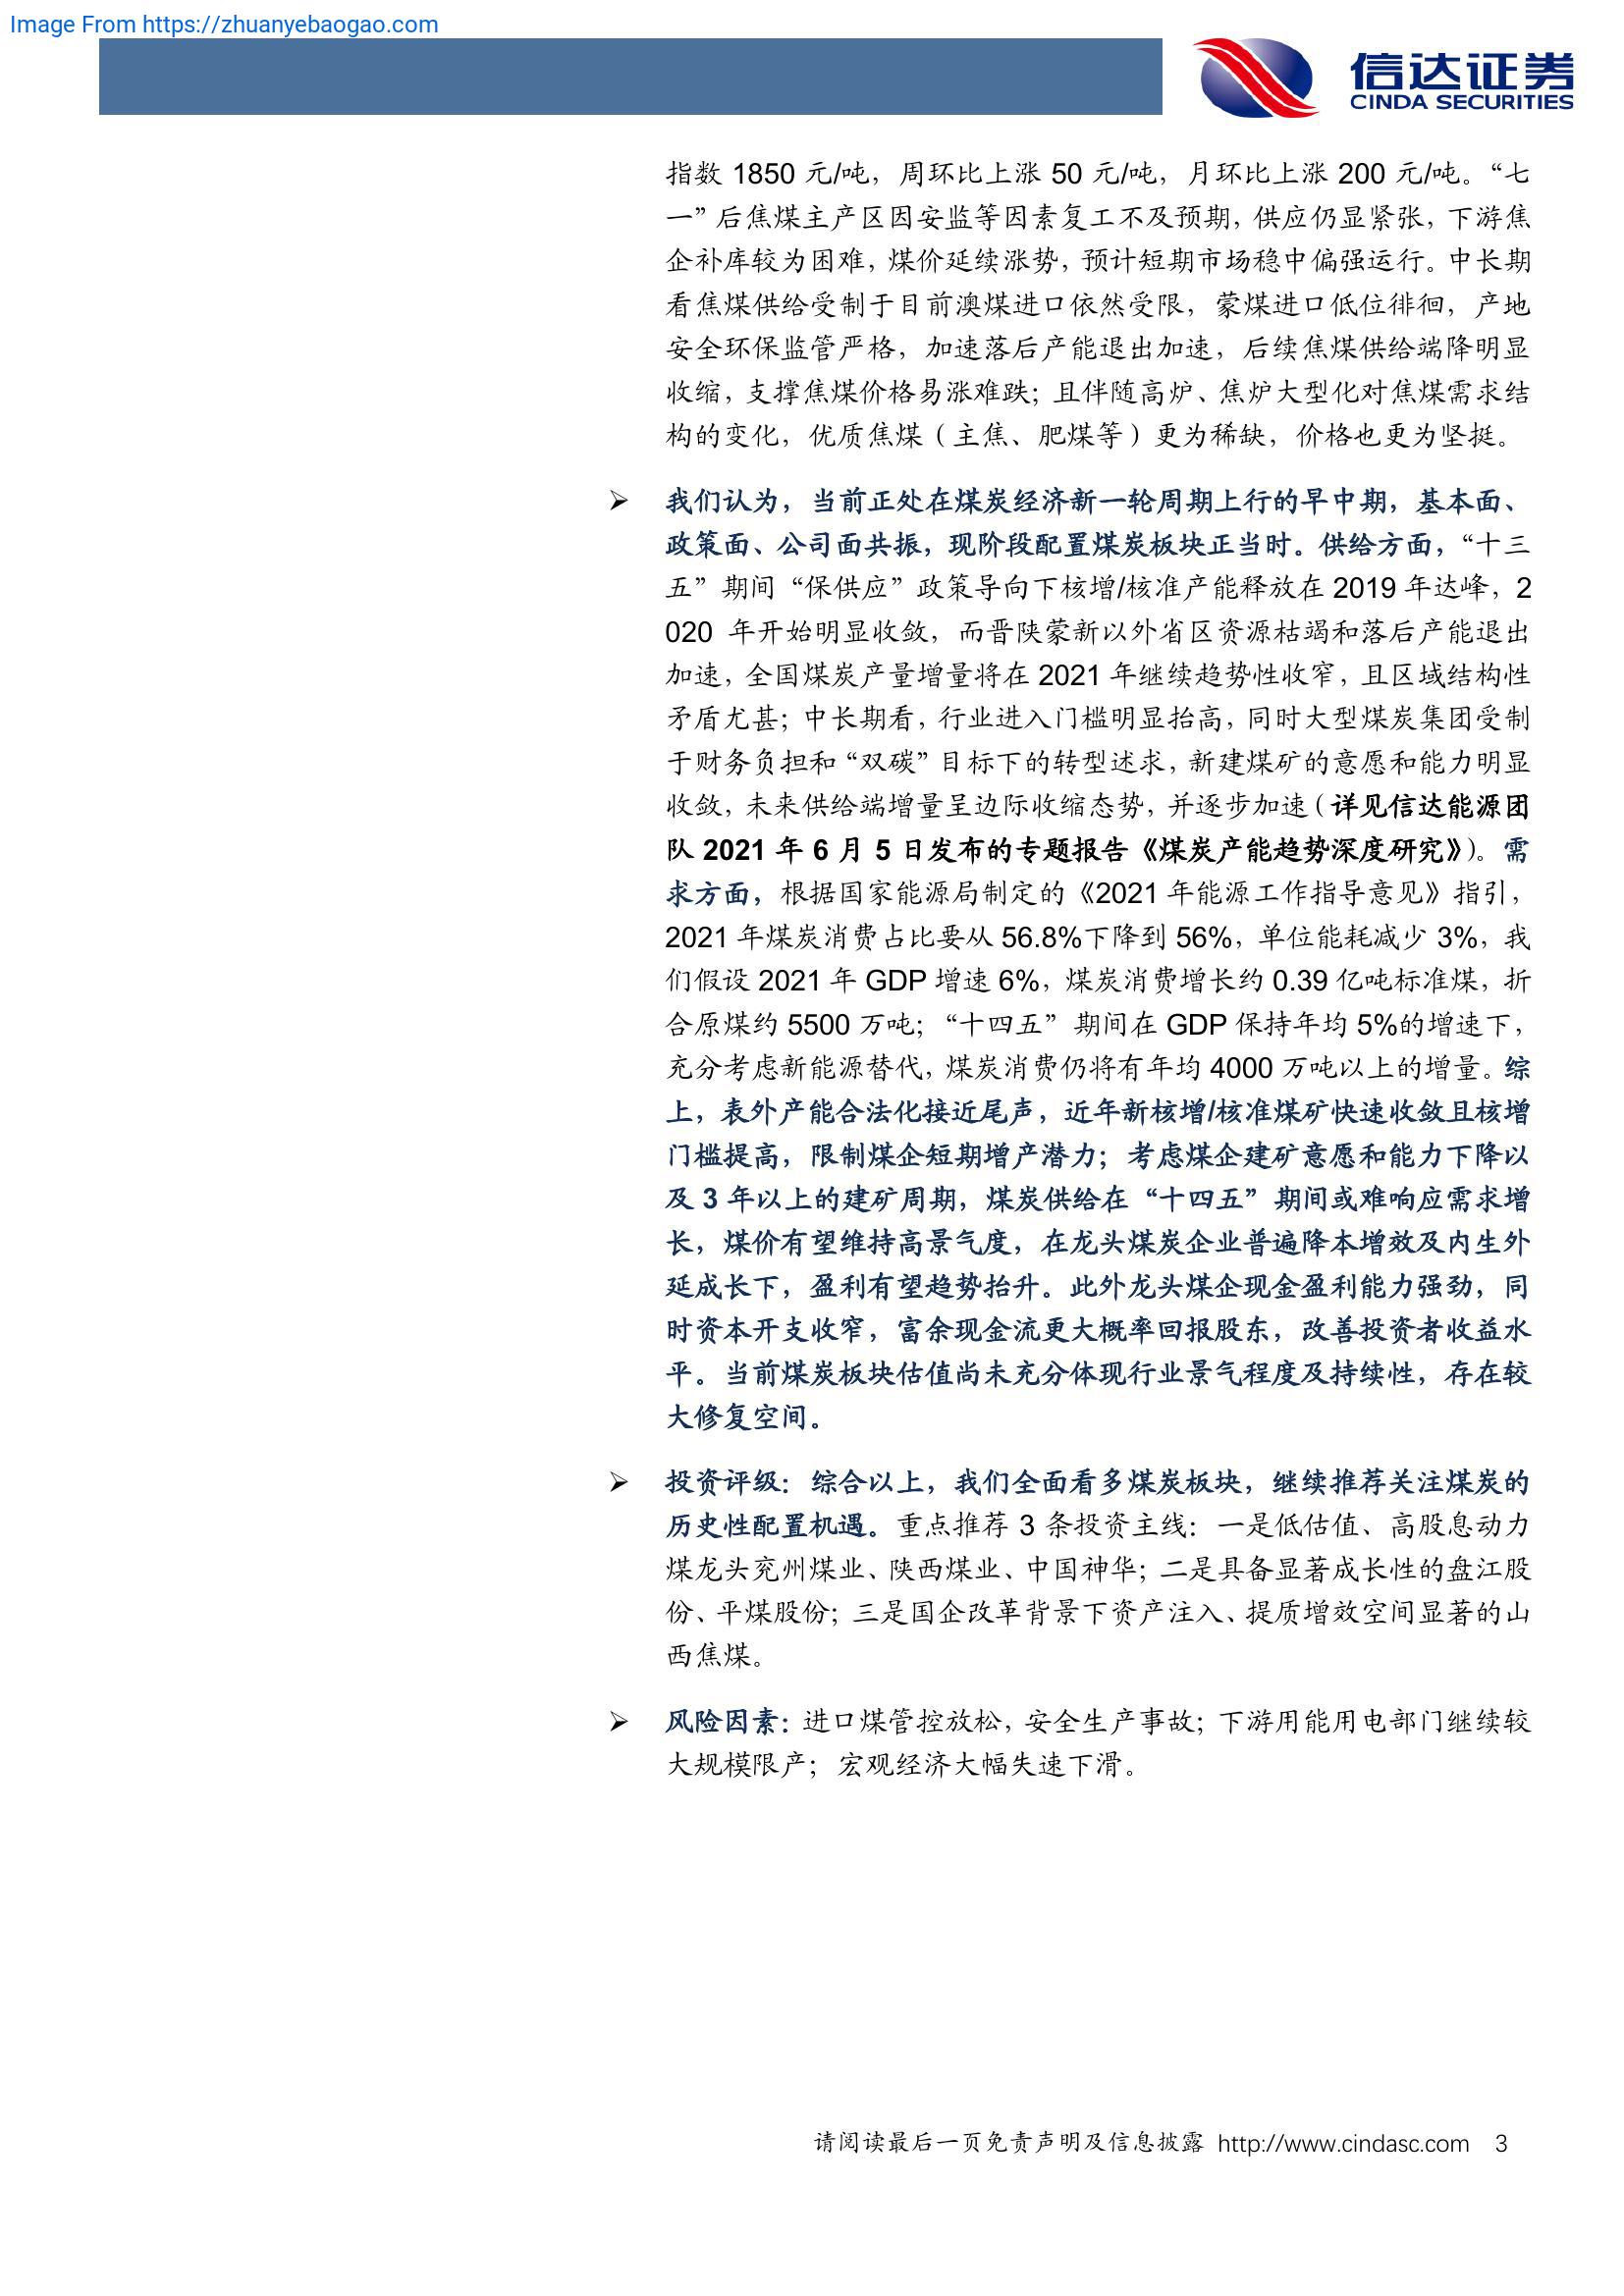 Image From https://zhuanyebaogao.com
信达证券
CINDA SECURITIES
指数 1850 元/吨，周环比上涨 50 元/吨，月环比上涨 200 元/吨。“七
一”后焦煤主产区因安监等因素复工不及预期，供应仍显紧张，下游焦
企补库较为困难，煤价延续涨势，预计短期市场稳中偏强运行。中长期
看焦煤供给受制于目前澳煤进口依然受限，蒙煤进口低位徘徊，产地
安全环保监管严格，加速落后产能退出加速，后续焦煤供给端降明显
收缩，支撑焦煤价格易涨难跌；且伴随高炉、焦炉大型化对焦煤需求结
构的变化，优质焦煤（主焦、肥煤等）更为稀缺，价格也更为坚挺。
➢ 我们认为，当前正处在煤炭经济新一轮周期上行的早中期，基本面、
政策面、公司面共振，现阶段配置煤炭板块正当时。供给方面，“十三
五”期间“保供应”政策导向下核增/核准产能释放在 2019 年达峰，2
020 年开始明显收敛，而晋陕蒙新以外省区资源枯竭和落后产能退出
加速，全国煤炭产量增量将在 2021 年继续趋势性收窄，且区域结构性
矛盾尤甚；中长期看，行业进入门槛明显抬高，同时大型煤炭集团受制
于财务负担和“双碳”目标下的转型述求，新建煤矿的意愿和能力明显
收敛，未来供给端增量呈边际收缩态势，并逐步加速（详见信达能源团
队 2021 年 6 月 5 日发布的专题报告《煤炭产能趋势深度研究》）。需
求方面，根据国家能源局制定的《2021 年能源工作指导意见》指引，
2021 年煤炭消费占比要从 56.8%下降到 56%，单位能耗减少 3%，我
们假设 2021 年 GDP 增速 6%，煤炭消费增长约 0.39 亿吨标准煤，折
合原煤约 5500 万吨；“十四五”期间在 GDP 保持年均 5%的增速下，
充分考虑新能源替代，煤炭消费仍将有年均 4000 万吨以上的增量。综
上，表外产能合法化接近尾声，近年新核增/核准煤矿快速收敛且核增
门槛提高，限制煤企短期增产潜力；考虑煤企建矿意愿和能力下降以
及 3 年以上的建矿周期，煤炭供给在“十四五”期间或难响应需求增
长，煤价有望维持高景气度，在龙头煤炭企业普遍降本增效及内生外
延成长下，盈利有望趋势抬升。此外龙头煤企现金盈利能力强劲，同
时资本开支收窄，富余现金流更大概率回报股东，改善投资者收益水
平。当前煤炭板块估值尚未充分体现行业景气程度及持续性，存在较
大修复空间。
➢ 投资评级：综合以上，我们全面看多煤炭板块，继续推荐关注煤炭的
历史性配置机遇。重点推荐 3 条投资主线：一是低估值、高股息动力
煤龙头兖州煤业、陕西煤业、中国神华；二是具备显著成长性的盘江股
份、平煤股份；三是国企改革背景下资产注入、提质增效空间显著的山
西焦煤。
➢ 风险因素：进口煤管控放松，安全生产事故；下游用能用电部门继续较
大规模限产；宏观经济大幅失速下滑。
请阅读最后一页免责声明及信息披露 http://www.cindasc.com 3